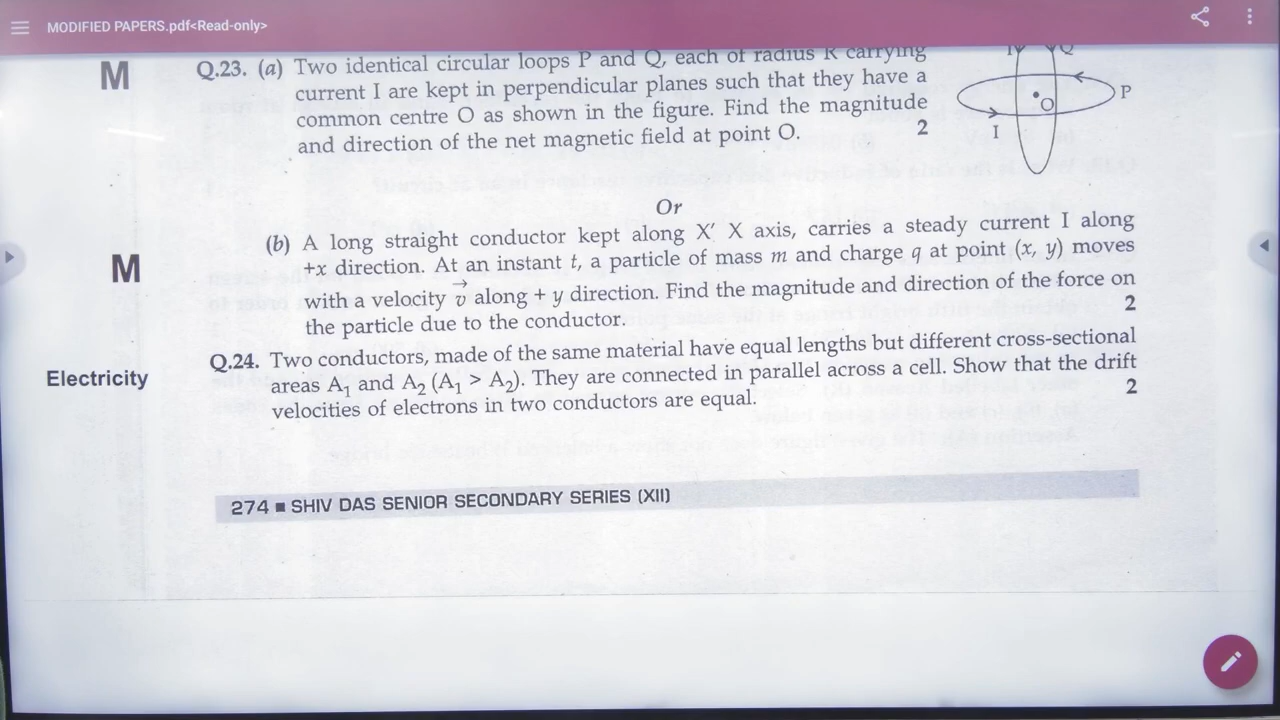 MODIFIED PAPERS.pdf<Read-only>
M
Q.23. (a) Two identical circular loops P and Q, each of radius R carrying
current I are kept in perpendicular planes such that they have a
common centre O as shown in the figure. Find the magnitude
and direction of the net magnetic field at point O. 2
I Q
P
O
I
Or
M
(b) A long straight conductor kept along X′ X axis, carries a steady current I along
+x direction. At an instant t, a particle of mass m and charge q at point (x, y) moves
with a velocity v⃗ along + y direction. Find the magnitude and direction of the force on
the particle due to the conductor. 2
Electricity
Q.24. Two conductors, made of the same material have equal lengths but different cross-sectional
areas A₁ and A₂ (A₁ > A₂). They are connected in parallel across a cell. Show that the drift
velocities of electrons in two conductors are equal. 2
274 ■ SHIV DAS SENIOR SECONDARY SERIES (XII)